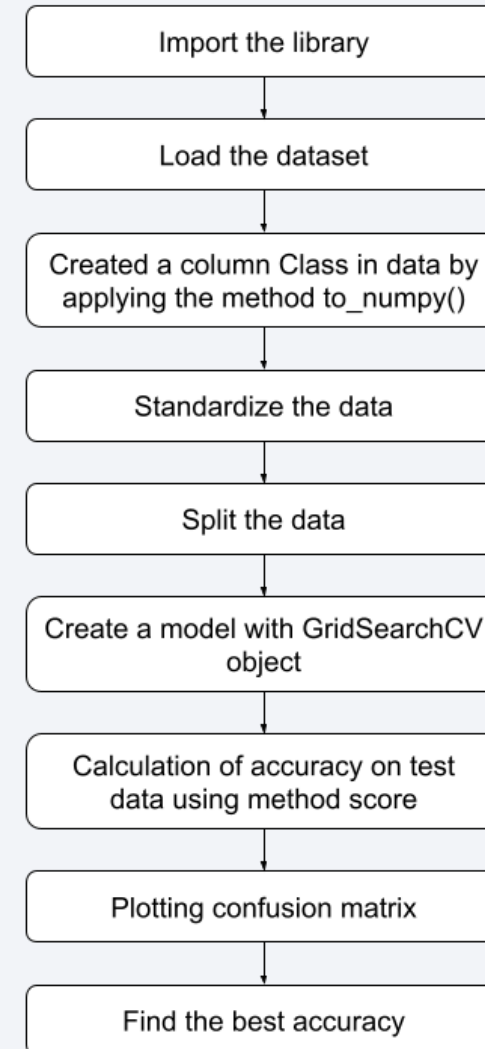 Import the library
Load the dataset
Created a column Class in data by
applying the method to_numpy()
Standardize the data
Split the data
Create a model with GridSearchCV
object
Calculation of accuracy on test
data using method score
Plotting confusion matrix
Find the best accuracy